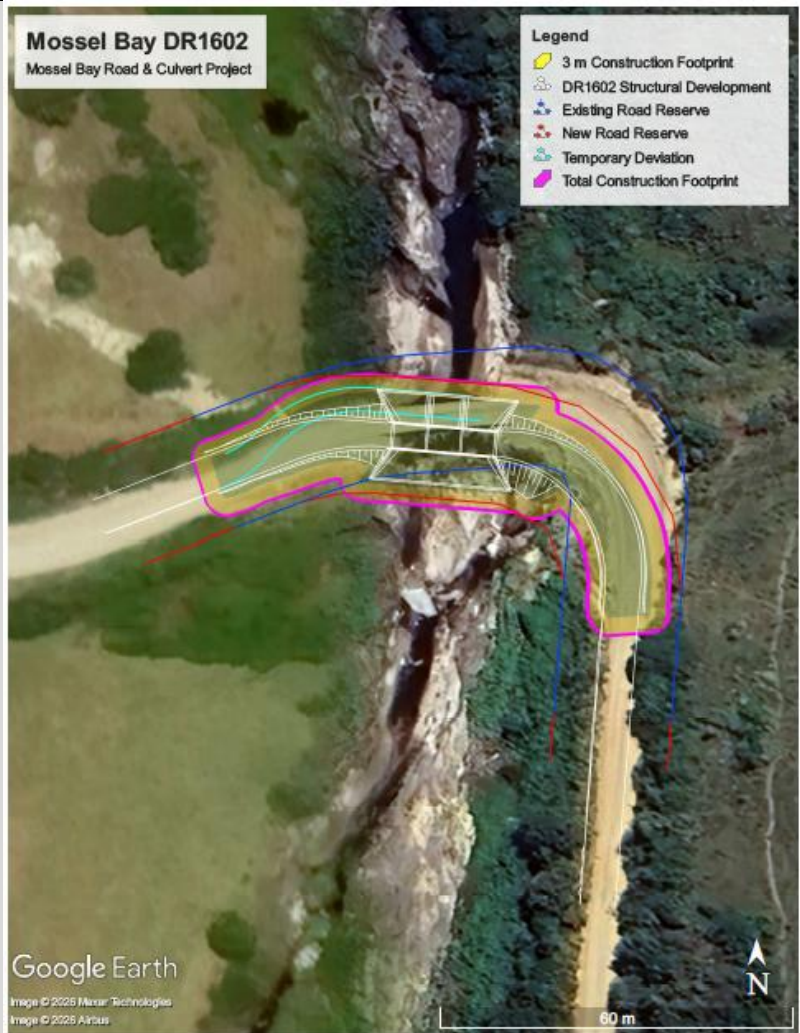 Mossel Bay DR1602
Mossel Bay Road & Culvert Project
Legend
3 m Construction Footprint
DR1602 Structural Development
Existing Road Reserve
New Road Reserve
Temporary Deviation
Total Construction Footprint
Google Earth
Image © 2026 Maxar Technologies
Image © 2026 Airbus
N
60 m